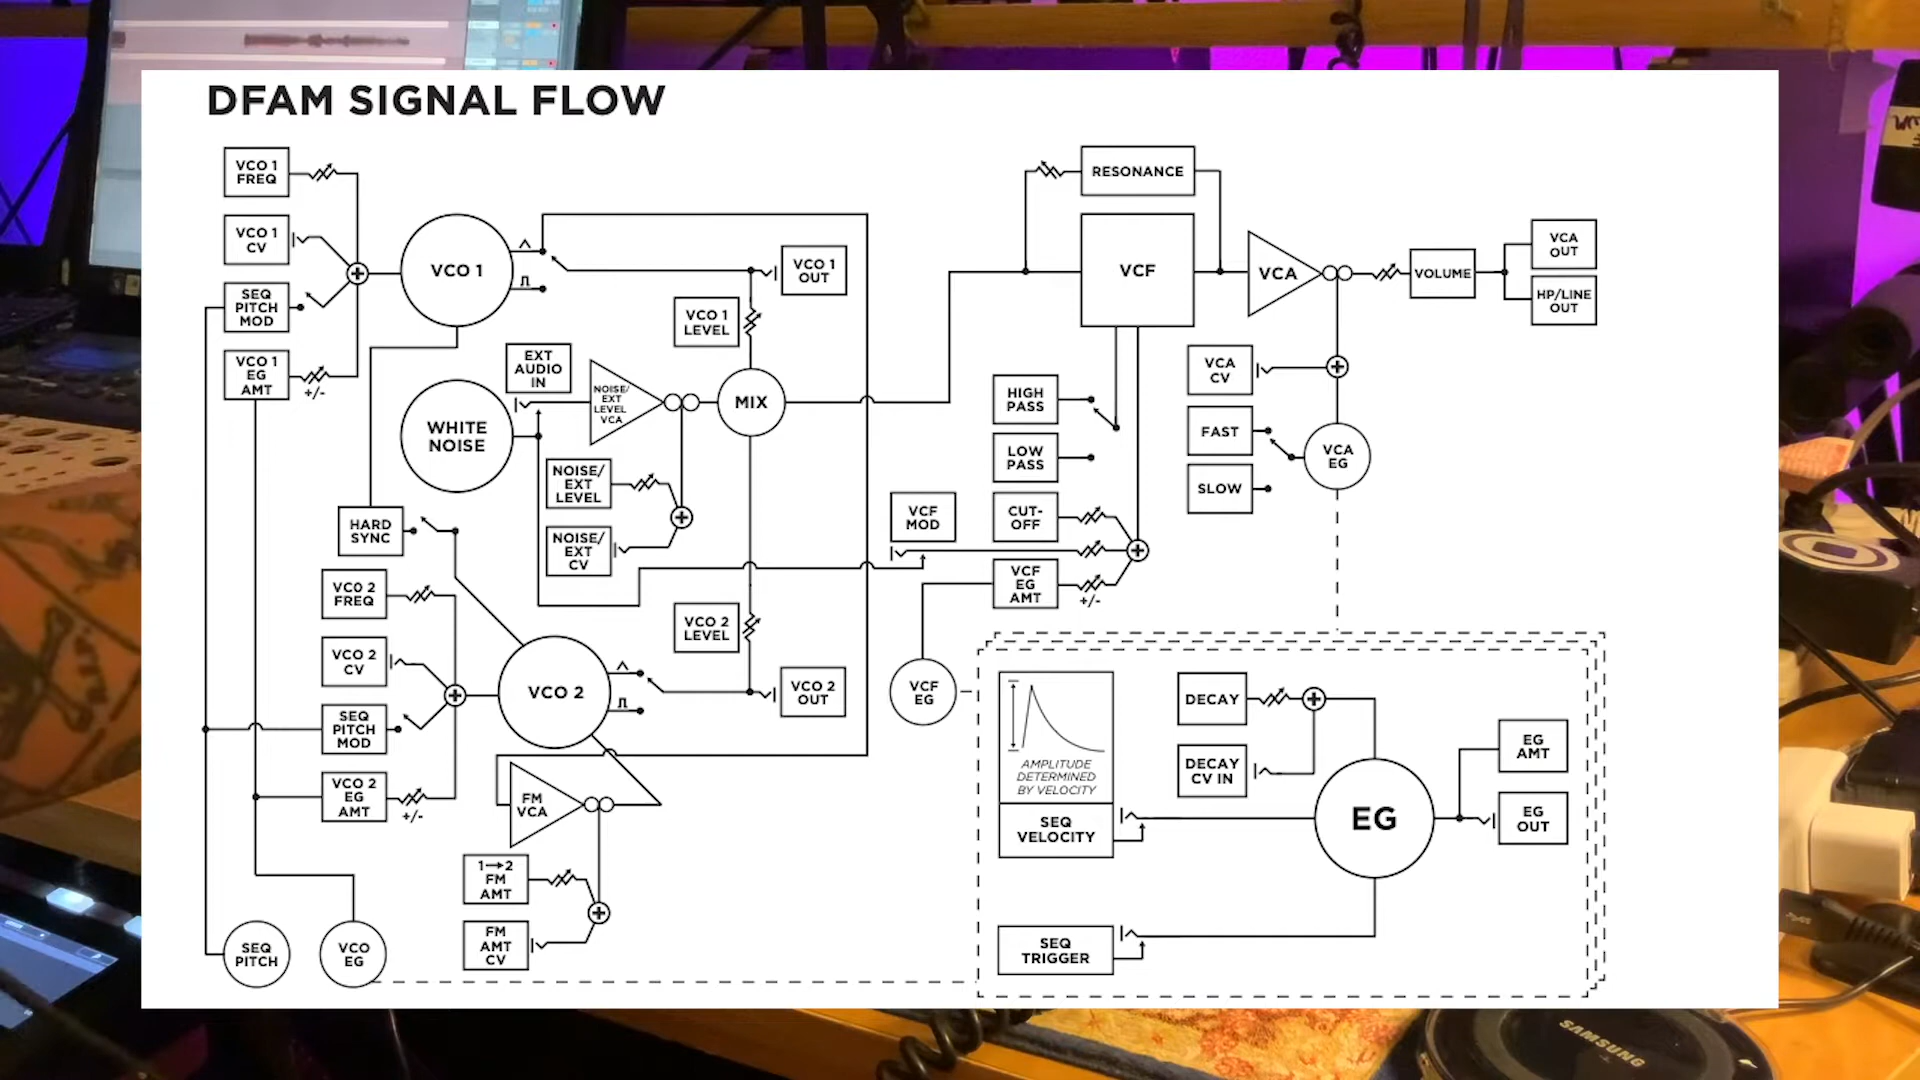 DFAM SIGNAL FLOW
VCO 1
FREQ
VCO 1
CV
SEQ
PITCH
MOD
VCO 1
EG
AMT
+/-
VCO 1
VCO 1
OUT
VCO 1
LEVEL
EXT
AUDIO
IN
WHITE
NOISE
NOISE/
EXT
LEVEL
VCA
MIX
NOISE/
EXT
LEVEL
NOISE/
EXT
CV
HARD
SYNC
VCO 2
FREQ
VCO 2
CV
SEQ
PITCH
MOD
VCO 2
EG
AMT
+/-
VCO 2
VCO 2
LEVEL
VCO 2
OUT
FM
VCA
1→2
FM
AMT
FM
AMT
CV
SEQ
PITCH
VCO
EG
RESONANCE
VCF
VCA
VOLUME
VCA
OUT
HP/LINE
OUT
VCA
CV
FAST
SLOW
VCA
EG
HIGH
PASS
LOW
PASS
VCF
MOD
CUT-
OFF
VCF
EG
AMT
+/-
VCF
EG
AMPLITUDE
DETERMINED
BY VELOCITY
SEQ
VELOCITY
DECAY
DECAY
CV IN
EG
EG
AMT
EG
OUT
SEQ
TRIGGER
SAMSUNG